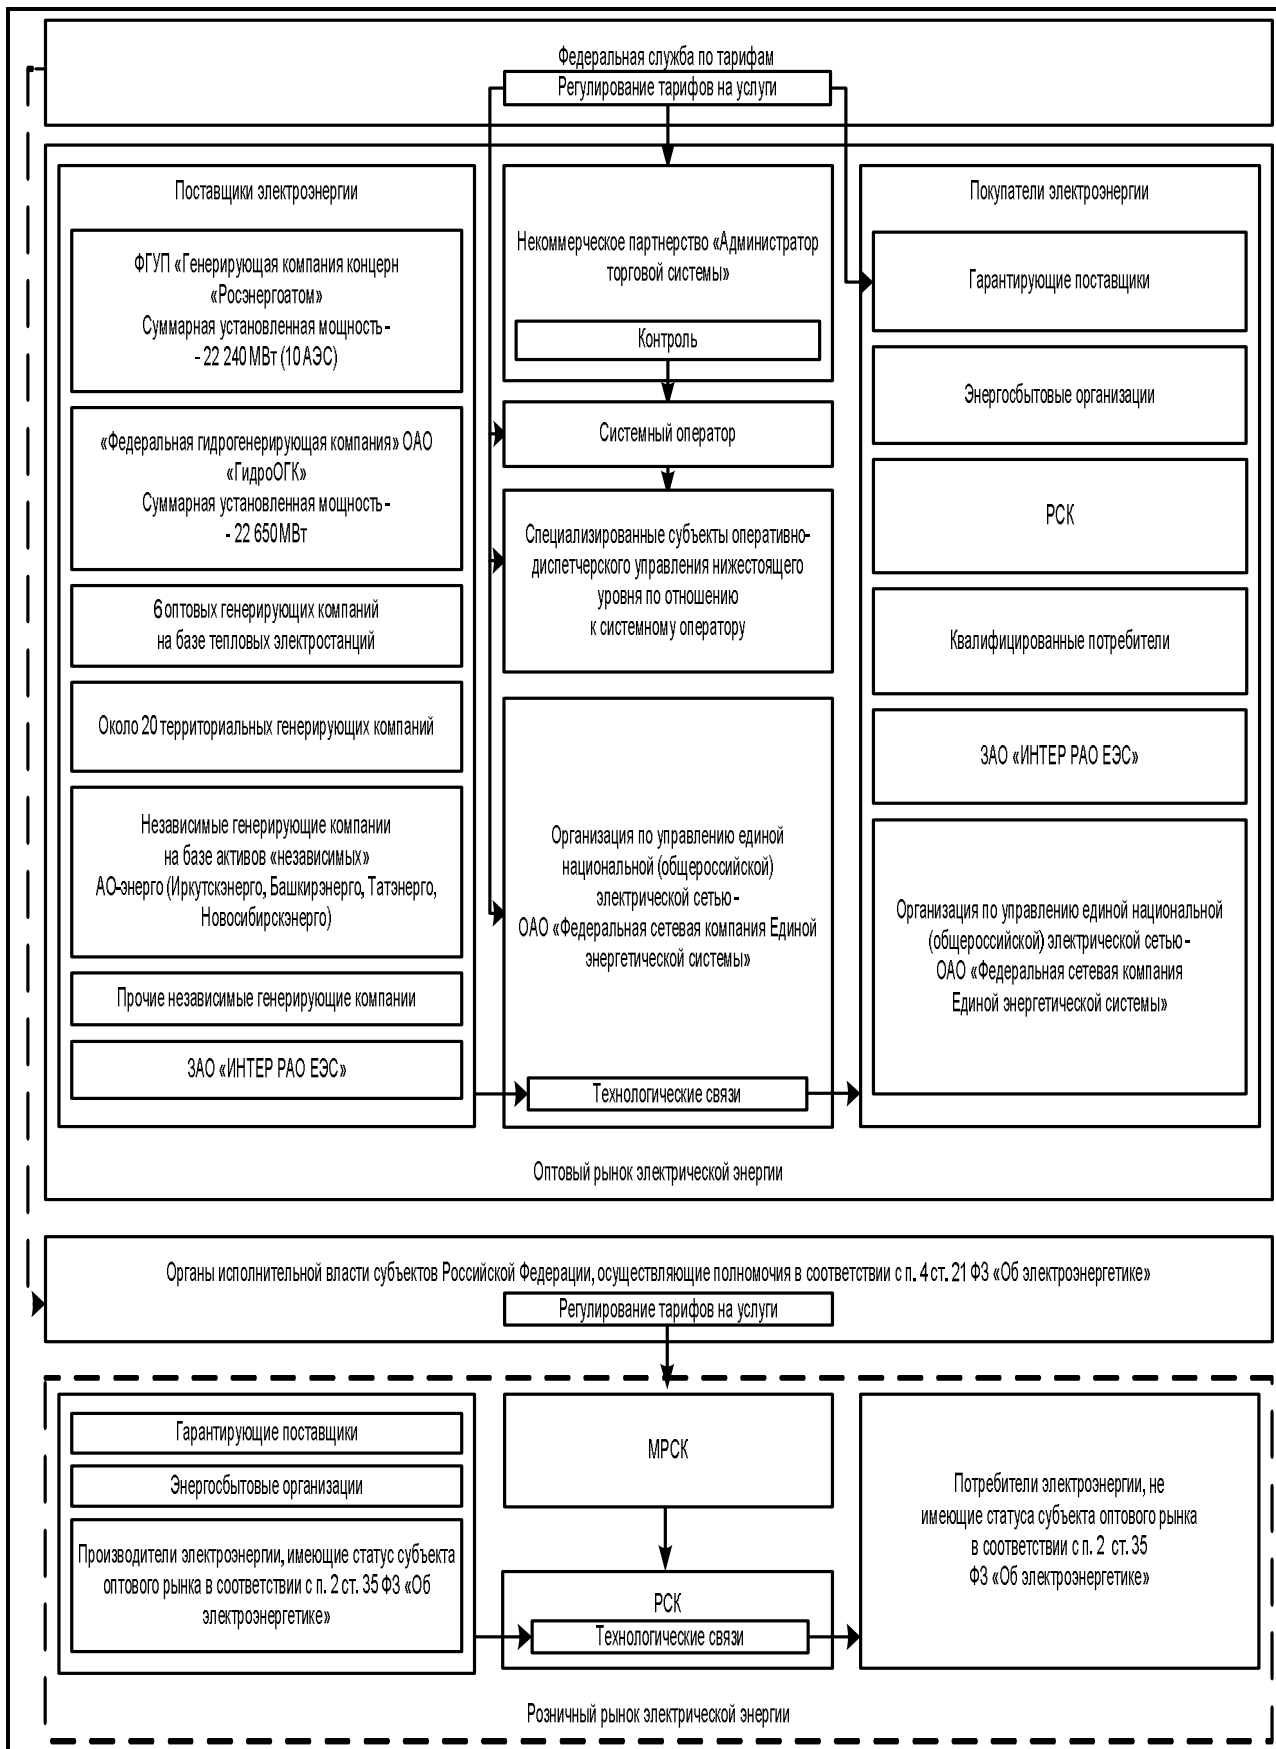 Федеральная служба по тарифам
Регулирование тарифов на услуги
Поставщики электроэнергии
ФГУП «Генерирующая компания концерн
«Росэнергоатом»
Суммарная установленная мощность -
- 22 240 МВт (10 АЭС)
«Федеральная гидрогенерирующая компания» ОАО
«ГидроОГК»
Суммарная установленная мощность -
- 22 650 МВт
6 оптовых генерирующих компаний
на базе тепловых электростанций
Около 20 территориальных генерирующих компаний
Независимые генерирующие компании
на базе активов «независимых»
АО-энерго (Иркутскэнерго, Башкирэнерго, Татэнерго,
Новосибирскэнерго)
Прочие независимые генерирующие компании
ЗАО «ИНТЕР РАО ЕЭС»
Некоммерческое партнерство «Администратор
торговой системы»
Контроль
Системный оператор
Специализированные субъекты оперативно-
диспетчерского управления нижестоящего
уровня по отношению
к системному оператору
Организация по управлению единой
национальной (общероссийской)
электрической сетью -
ОАО «Федеральная сетевая компания Единой
энергетической системы»
Технологические связи
Покупатели электроэнергии
Гарантирующие поставщики
Энергосбытовые организации
РСК
Квалифицированные потребители
ЗАО «ИНТЕР РАО ЕЭС»
Организация по управлению единой национальной
(общероссийской) электрической сетью -
ОАО «Федеральная сетевая компания
Единой энергетической системы»
Оптовый рынок электрической энергии
Органы исполнительной власти субъектов Российской Федерации, осуществляющие полномочия в соответствии с п. 4 ст. 21 ФЗ «Об электроэнергетике»
Регулирование тарифов на услуги
Гарантирующие поставщики
Энергосбытовые организации
Производители электроэнергии, имеющие статус субъекта
оптового рынка в соответствии с п. 2 ст. 35 ФЗ «Об
электроэнергетике»
МРСК
РСК
Технологические связи
Потребители электроэнергии, не
имеющие статуса субъекта оптового рынка
в соответствии с п. 2 ст. 35
ФЗ «Об электроэнергетике»
Розничный рынок электрической энергии